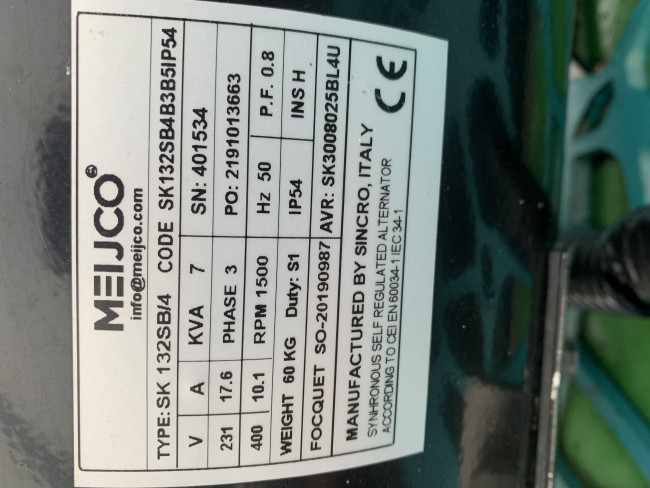 MEIJCO®
info@meijco.com
TYPE: SK 132SB/4 CODE SK132SB4B3B5IP54
V A KVA 7 SN: 401534
231 17.6 PHASE 3 PO: 2191013663
400 10.1 RPM 1500 Hz 50 P.F. 0.8
WEIGHT 60 KG Duty: S1 IP54 INS H
FOCQUET SO-20190987 AVR: SK3008025BL4U
MANUFACTURED BY SINCRO, ITALY
SYNHRONOUS SELF REGULATED ALTERNATOR
ACCORDING TO CEI EN 60034-1 IEC 34-1
CE